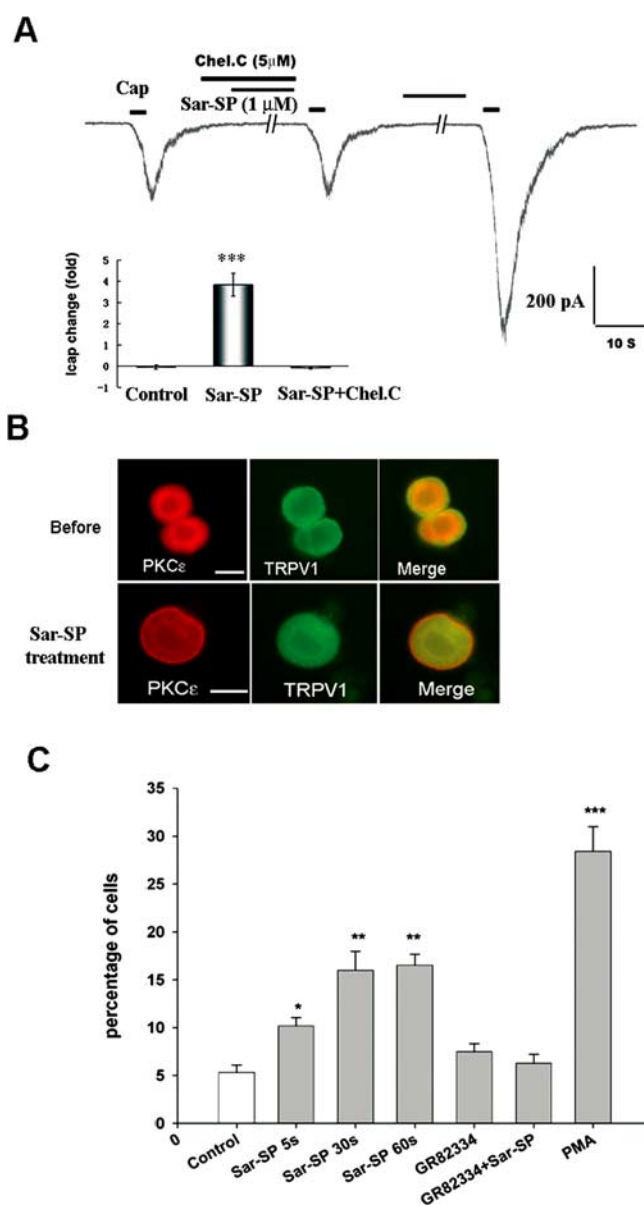 A
Chel.C (5μM)
Cap
Sar-SP (1 μM)
//
//
200 pA
10 S
Icap change (fold)
5
4
3
2
1
0
-1
***
Control
Sar-SP
Sar-SP+Chel.C
B
Before
PKCε
TRPV1
Merge
Sar-SP
treatment
PKCε
TRPV1
Merge
C
percentage of cells
35
30
25
20
15
10
5
0
*
**
**
***
0
Control
Sar-SP 5s
Sar-SP 30s
Sar-SP 60s
GR82334
GR82334+Sar-SP
PMA